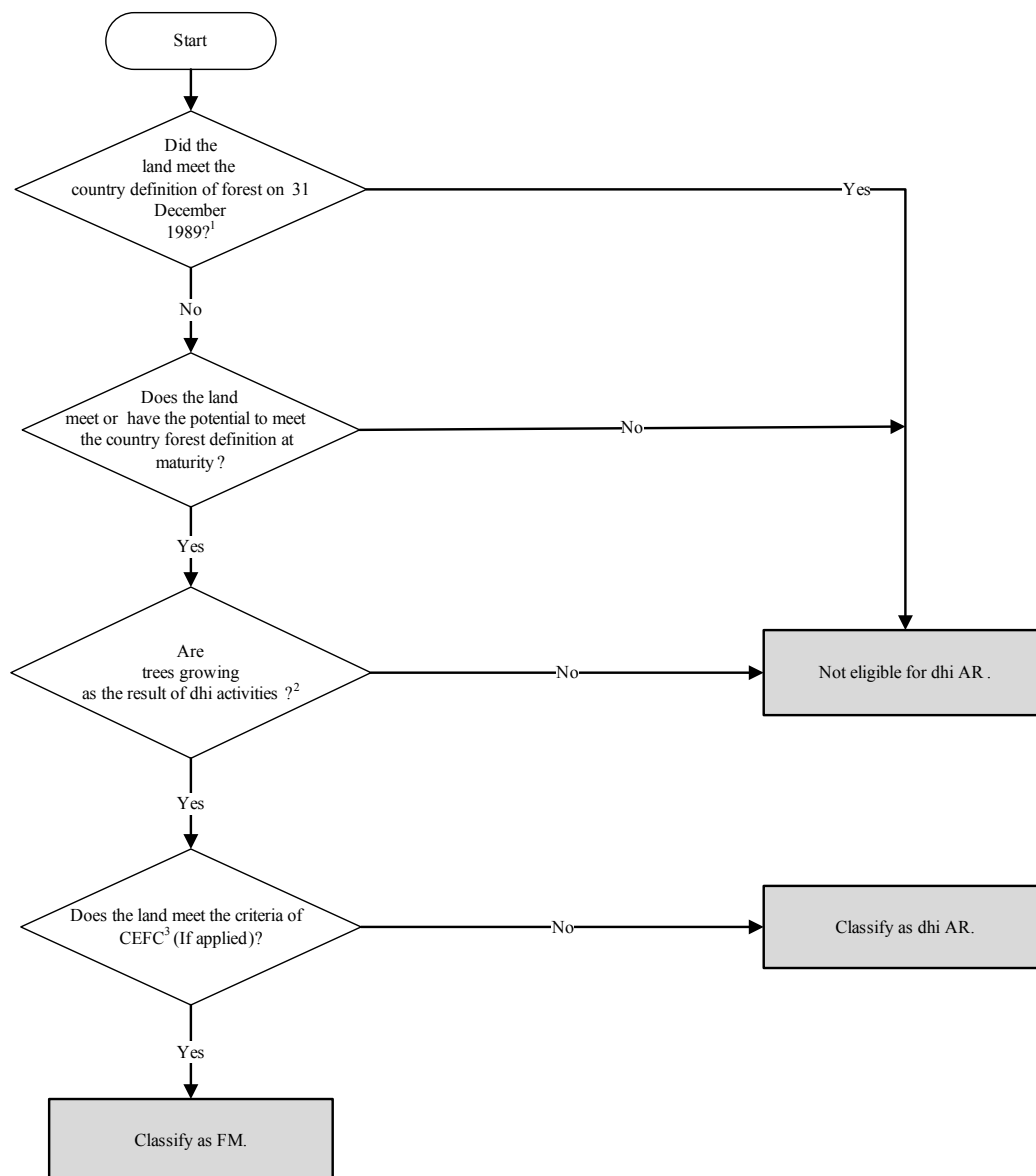 Start
Did the
land meet the
country definition of forest on 31
December
1989?¹
Yes
No
Does the land
meet or have the potential to meet
the country forest definition at
maturity ?
No
Yes
Are
trees growing
as the result of dhi activities ?²
No
Not eligible for dhi AR .
Yes
Does the land meet the criteria of
CEFC³ (If applied)?
No
Classify as dhi AR.
Yes
Classify as FM.